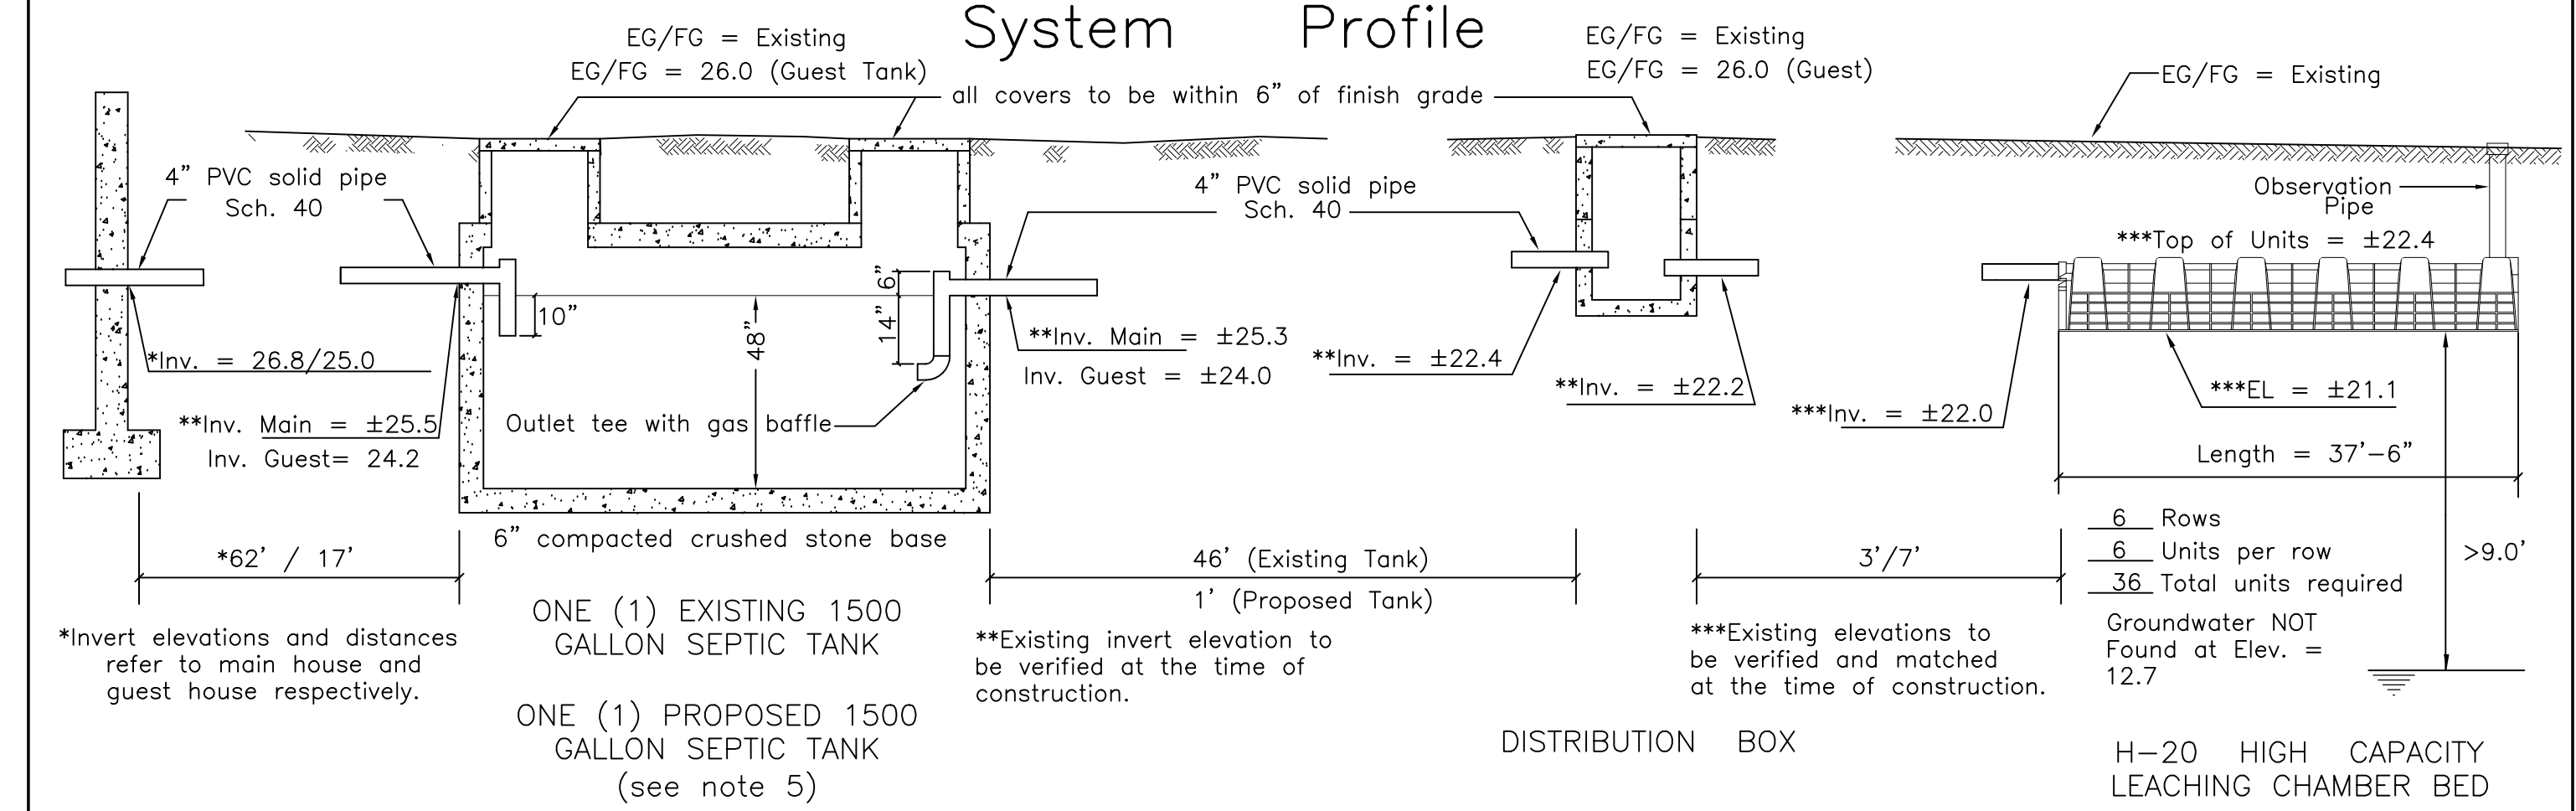 System Profile
EG/FG = Existing
EG/FG = 26.0 (Guest Tank)
all covers to be within 6" of finish grade
EG/FG = Existing
EG/FG = 26.0 (Guest)
EG/FG = Existing
4" PVC solid pipe
Sch. 40
*Inv. = 26.8/25.0
**Inv. Main = ±25.5
Inv. Guest= 24.2
10"
48"
6"
14"
Outlet tee with gas baffle
4" PVC solid pipe
Sch. 40
**Inv. Main = ±25.3
Inv. Guest = ±24.0
**Inv. = ±22.4
**Inv. = ±22.2
Observation
Pipe
***Top of Units = ±22.4
***Inv. = ±22.0
***EL = ±21.1
Length = 37'-6"
*62' / 17'
6" compacted crushed stone base
46' (Existing Tank)
1' (Proposed Tank)
3'/7'
6 Rows
6 Units per row
36 Total units required
>9.0'
Groundwater NOT
Found at Elev. =
12.7
*Invert elevations and distances
refer to main house and
guest house respectively.
ONE (1) EXISTING 1500
GALLON SEPTIC TANK
ONE (1) PROPOSED 1500
GALLON SEPTIC TANK
(see note 5)
**Existing invert elevation to
be verified at the time of
construction.
***Existing elevations to
be verified and matched
at the time of construction.
DISTRIBUTION BOX
H-20 HIGH CAPACITY
LEACHING CHAMBER BED